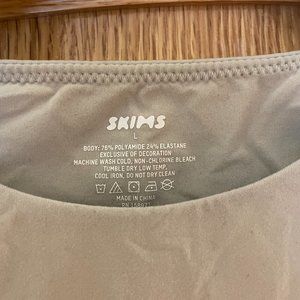 SKIMS
L
BODY: 76% POLYAMIDE 24% ELASTANE
EXCLUSIVE OF DECORATION
MACHINE WASH COLD, NON-CHLORINE BLEACH
TUMBLE DRY LOW TEMP,
COOL IRON, DO NOT DRY CLEAN
MADE IN CHINA
RN